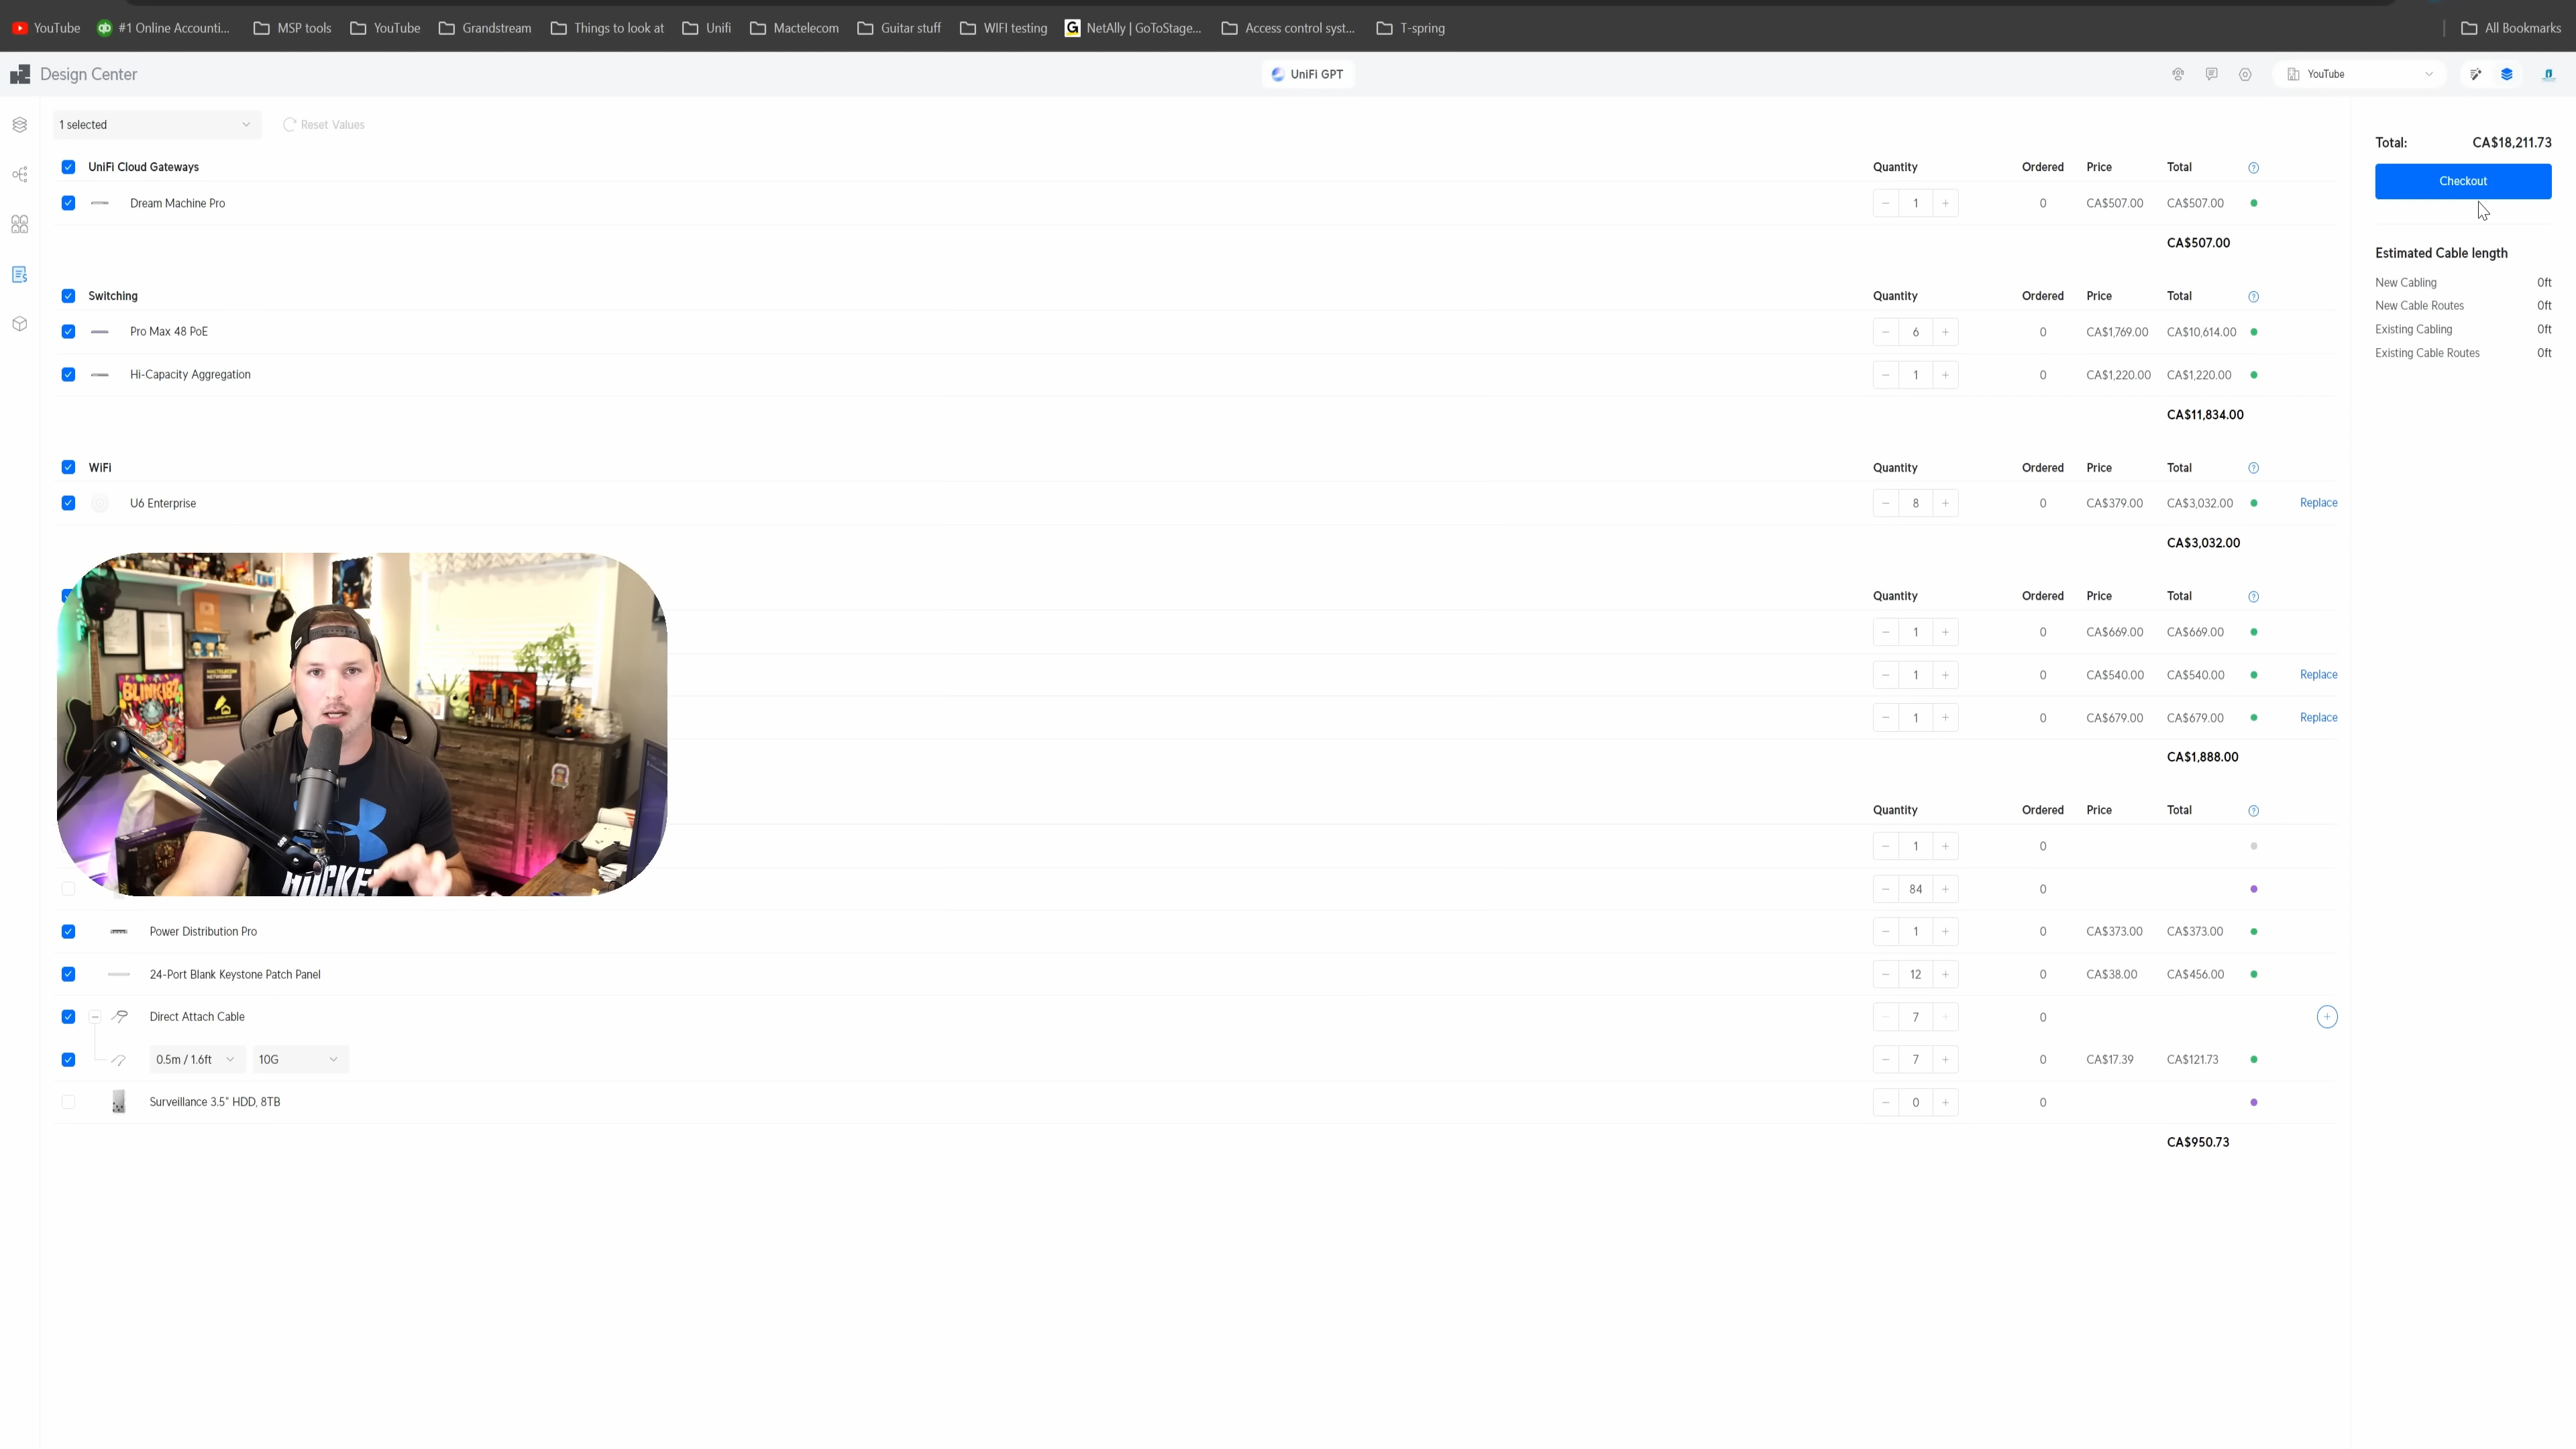 YouTube #1 Online Accounti... MSP tools YouTube Grandstream Things to look at Unifi Mactelecom Guitar stuff WIFI testing G NetAlly | GoToStage... Access control syst... T-spring All Bookmarks
Design Center UniFi GPT YouTube
1 selected Reset Values
Total: CA$18,211.73
UniFi Cloud Gateways Quantity Ordered Price Total
Checkout
Dream Machine Pro 1 0 CA$507.00 CA$507.00
CA$507.00
Estimated Cable length
New Cabling 0ft
Switching Quantity Ordered Price Total
New Cable Routes 0ft
Pro Max 48 PoE 6 0 CA$1,769.00 CA$10,614.00
Existing Cabling 0ft
Existing Cable Routes 0ft
Hi-Capacity Aggregation 1 0 CA$1,220.00 CA$1,220.00
CA$11,834.00
WiFi Quantity Ordered Price Total
U6 Enterprise 8 0 CA$379.00 CA$3,032.00 Replace
CA$3,032.00
Quantity Ordered Price Total
1 0 CA$669.00 CA$669.00
1 0 CA$540.00 CA$540.00 Replace
BLINK182
1 0 CA$679.00 CA$679.00 Replace
CA$1,888.00
Quantity Ordered Price Total
1 0
84 0
Power Distribution Pro 1 0 CA$373.00 CA$373.00
24-Port Blank Keystone Patch Panel 12 0 CA$38.00 CA$456.00
Direct Attach Cable 7 0
0.5m / 1.6ft 10G 7 0 CA$17.39 CA$121.73
Surveillance 3.5" HDD, 8TB 0 0
CA$950.73